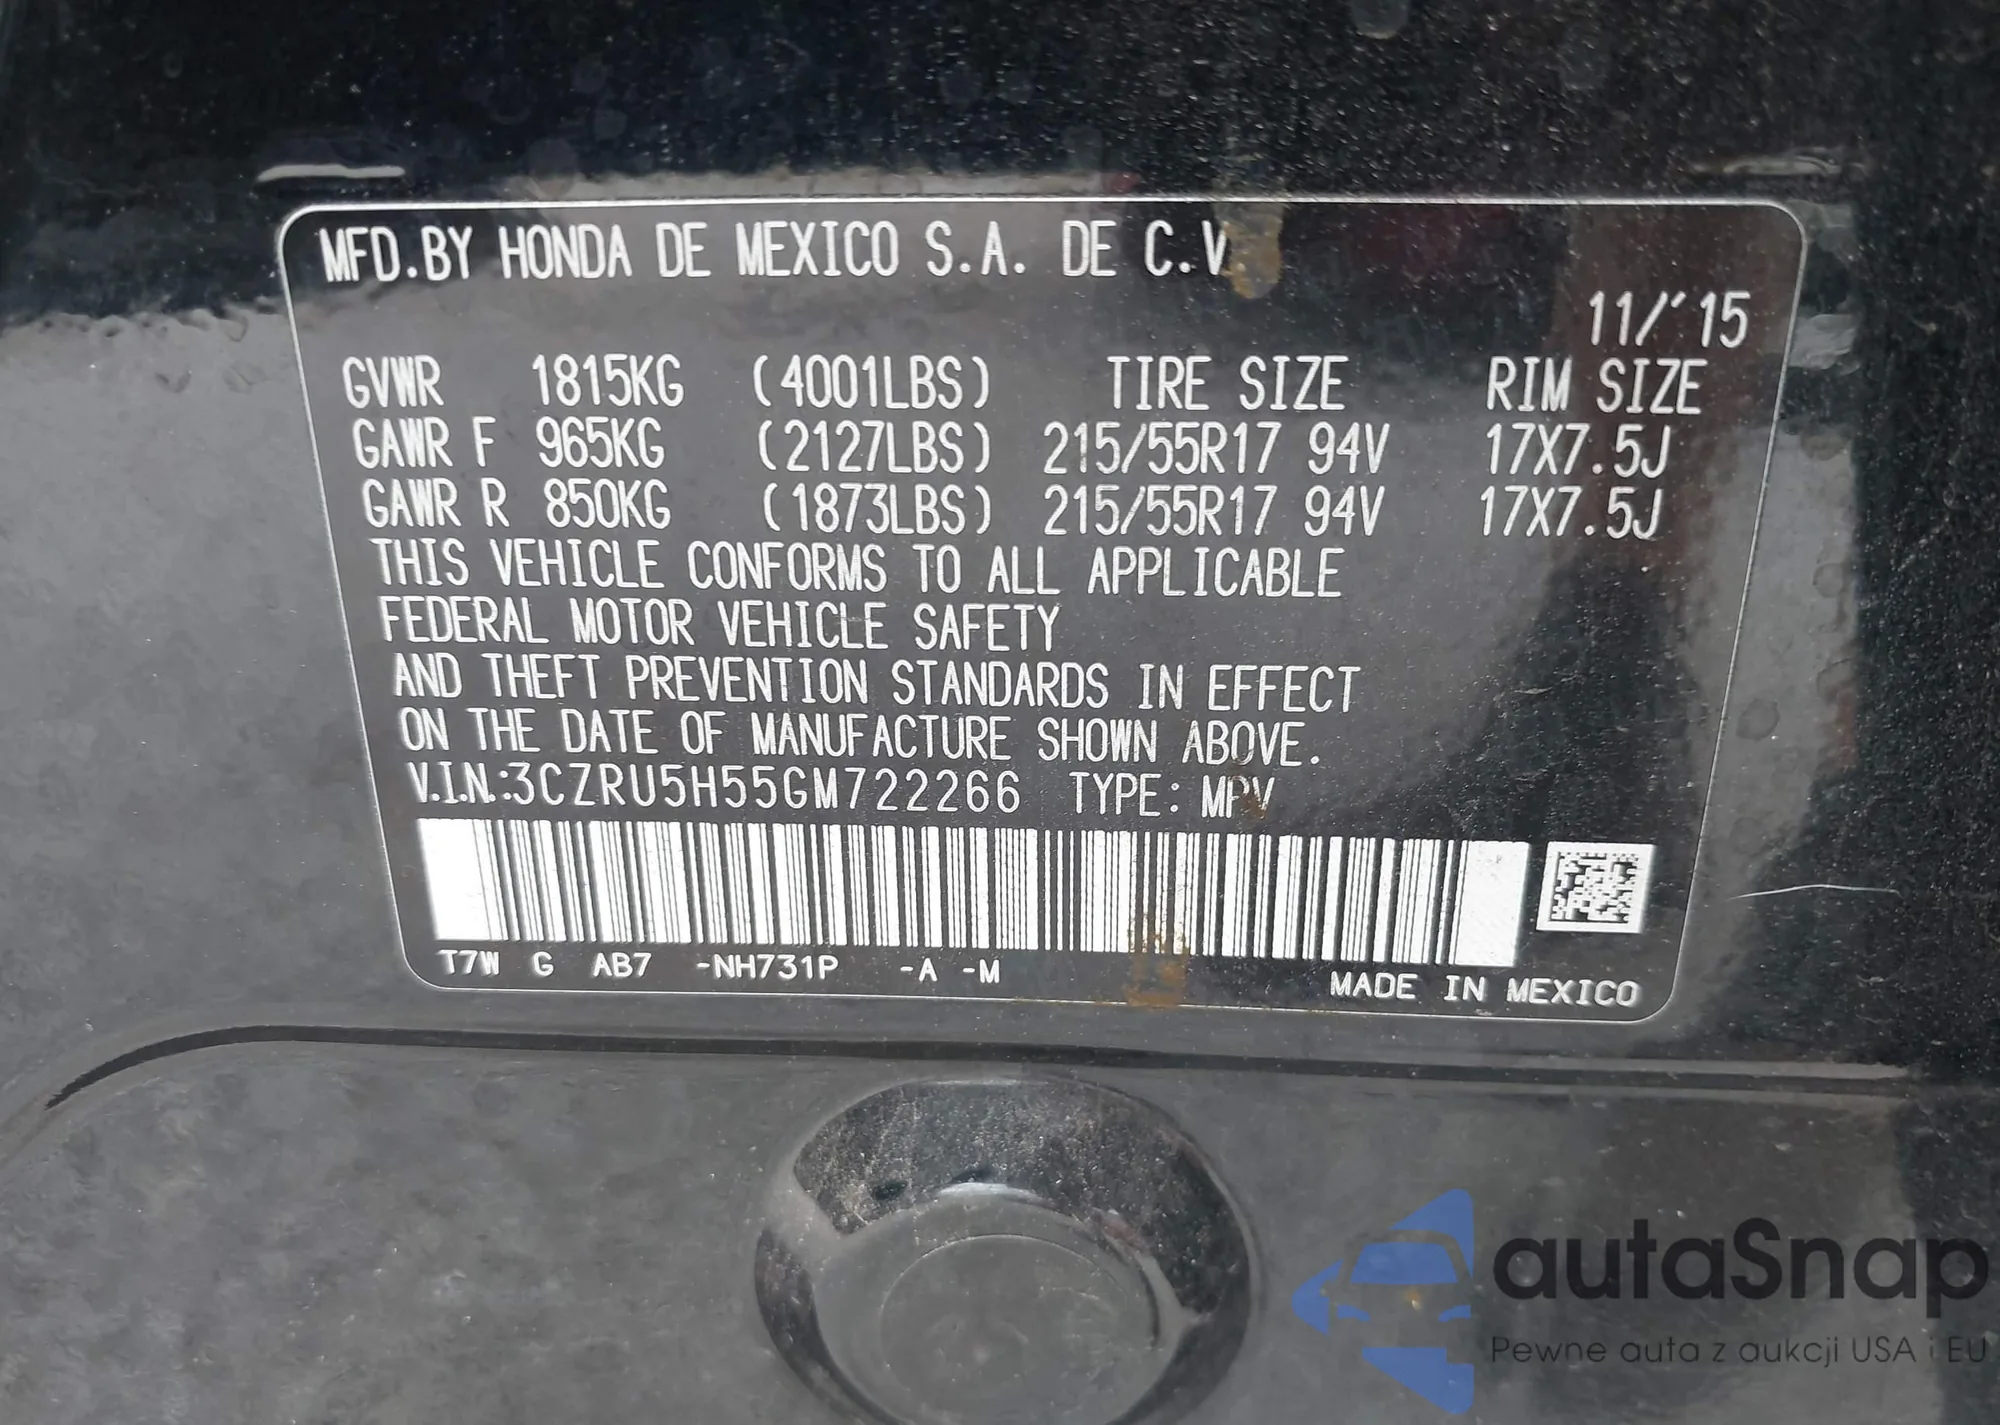 MFD.BY HONDA DE MEXICO S.A. DE C.V
11/'15
GVWR 1815KG (4001LBS) TIRE SIZE RIM SIZE
GAWR F 965KG (2127LBS) 215/55R17 94V 17X7.5J
GAWR R 850KG (1873LBS) 215/55R17 94V 17X7.5J
THIS VEHICLE CONFORMS TO ALL APPLICABLE
FEDERAL MOTOR VEHICLE SAFETY
AND THEFT PREVENTION STANDARDS IN EFFECT
ON THE DATE OF MANUFACTURE SHOWN ABOVE.
V.I.N.:3CZRU5H55GM722266 TYPE: MPV
T7W G AB7 -NH731P -A -M
MADE IN MEXICO
autaSnap
Pewne auta z aukcji USA i EU